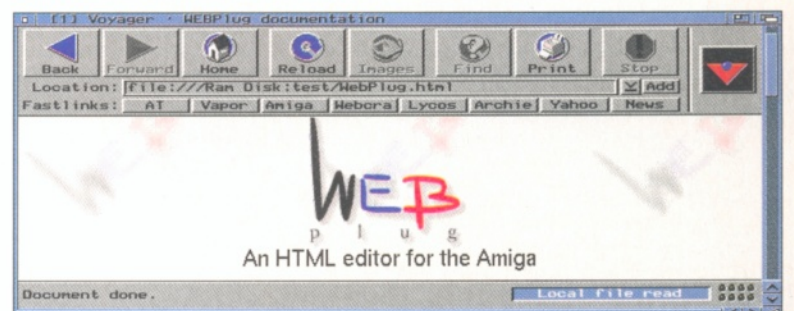 [1] Voyager · WEBPlug documentation
Back Forward Home Reload Images Find Print Stop
Location: file:///Ram Disk:test/WebPlug.html Add
Fastlinks: AT Vapor Amiga Webcra Lycos Archie Yahoo News
WEB
plug
An HTML editor for the Amiga
Document done. Local file read